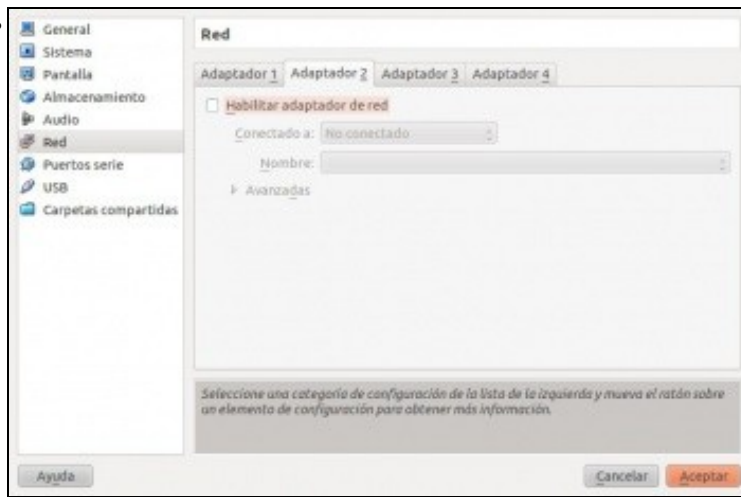 General
Sistema
Pantalla
Almacenamiento
Audio
Red
Puertos serie
USB
Carpetas compartidas
Red
Adaptador 1 Adaptador 2 Adaptador 3 Adaptador 4
Habilitar adaptador de red
Conectado a: No conectado
Nombre:
Avanzadas
Seleccione una categoría de configuración de la lista de la izquierda y mueva el ratón sobre
un elemento de configuración para obtener más información.
Ayuda
Cancelar
Aceptar